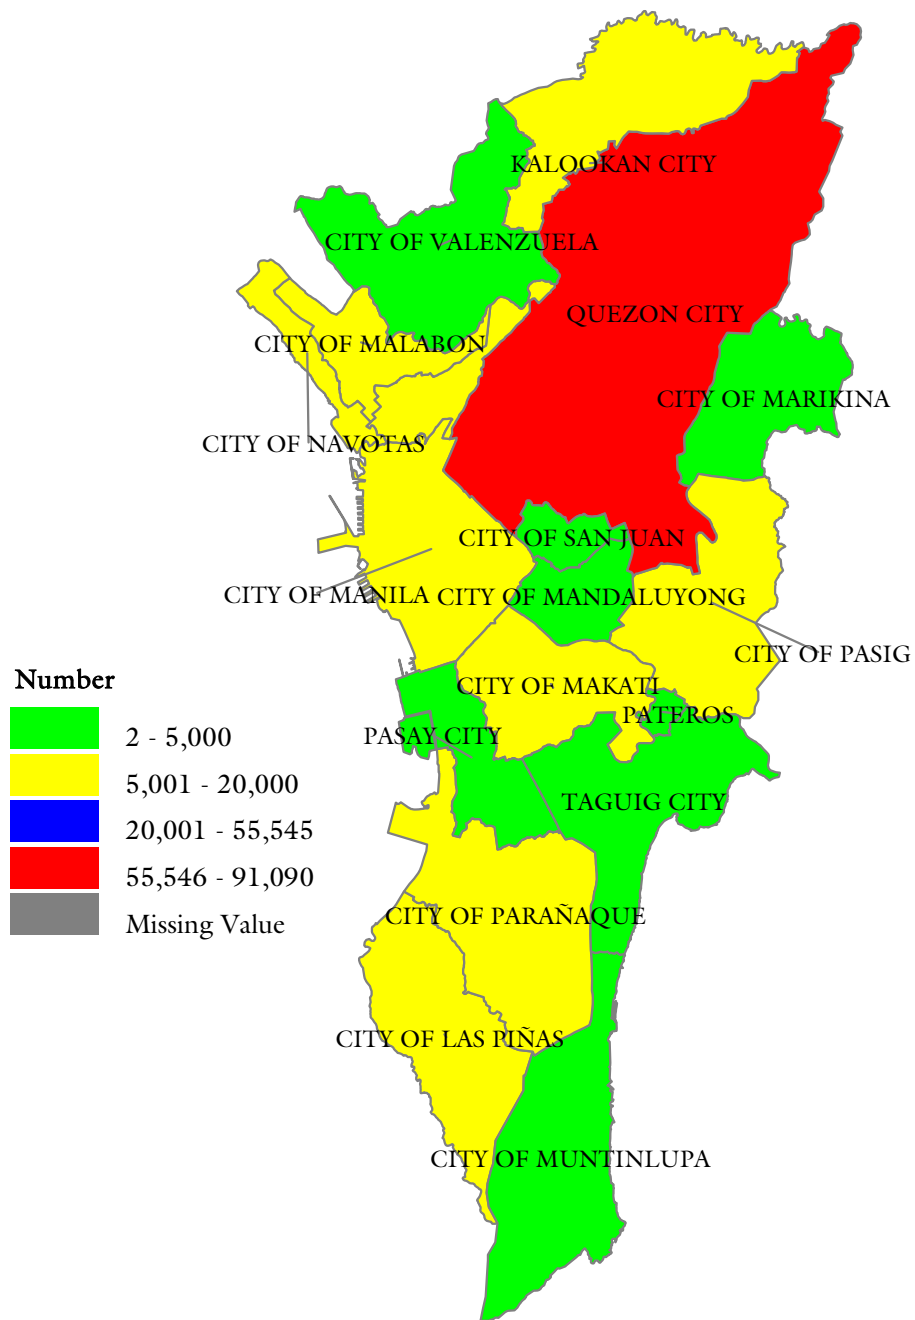 KALOOKAN CITY
CITY OF VALENZUELA
QUEZON CITY
CITY OF MALABON
CITY OF MARIKINA
CITY OF NAVOTAS
CITY OF SAN JUAN
CITY OF MANILA
CITY OF MANDALUYONG
CITY OF PASIG
CITY OF MAKATI
PATEROS
PASAY CITY
TAGUIG CITY
CITY OF PARAÑAQUE
CITY OF LAS PIÑAS
CITY OF MUNTINLUPA
Number
2 - 5,000
5,001 - 20,000
20,001 - 55,545
55,546 - 91,090
Missing Value